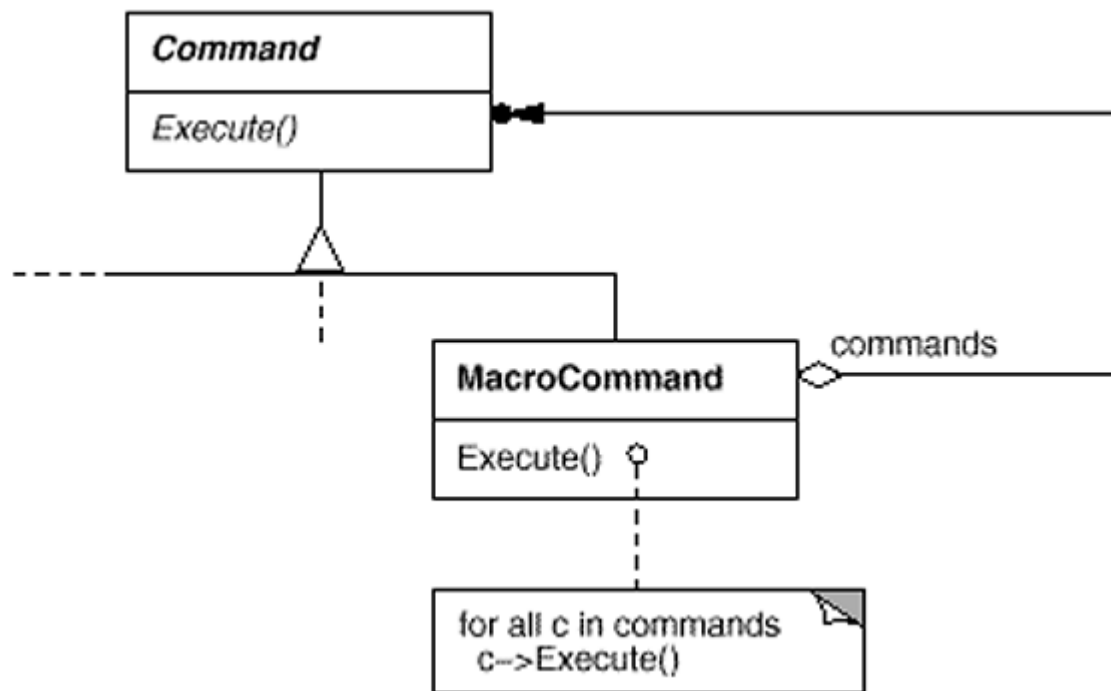 Command
Execute()
commands
MacroCommand
Execute()
for all c in commands
c->Execute()